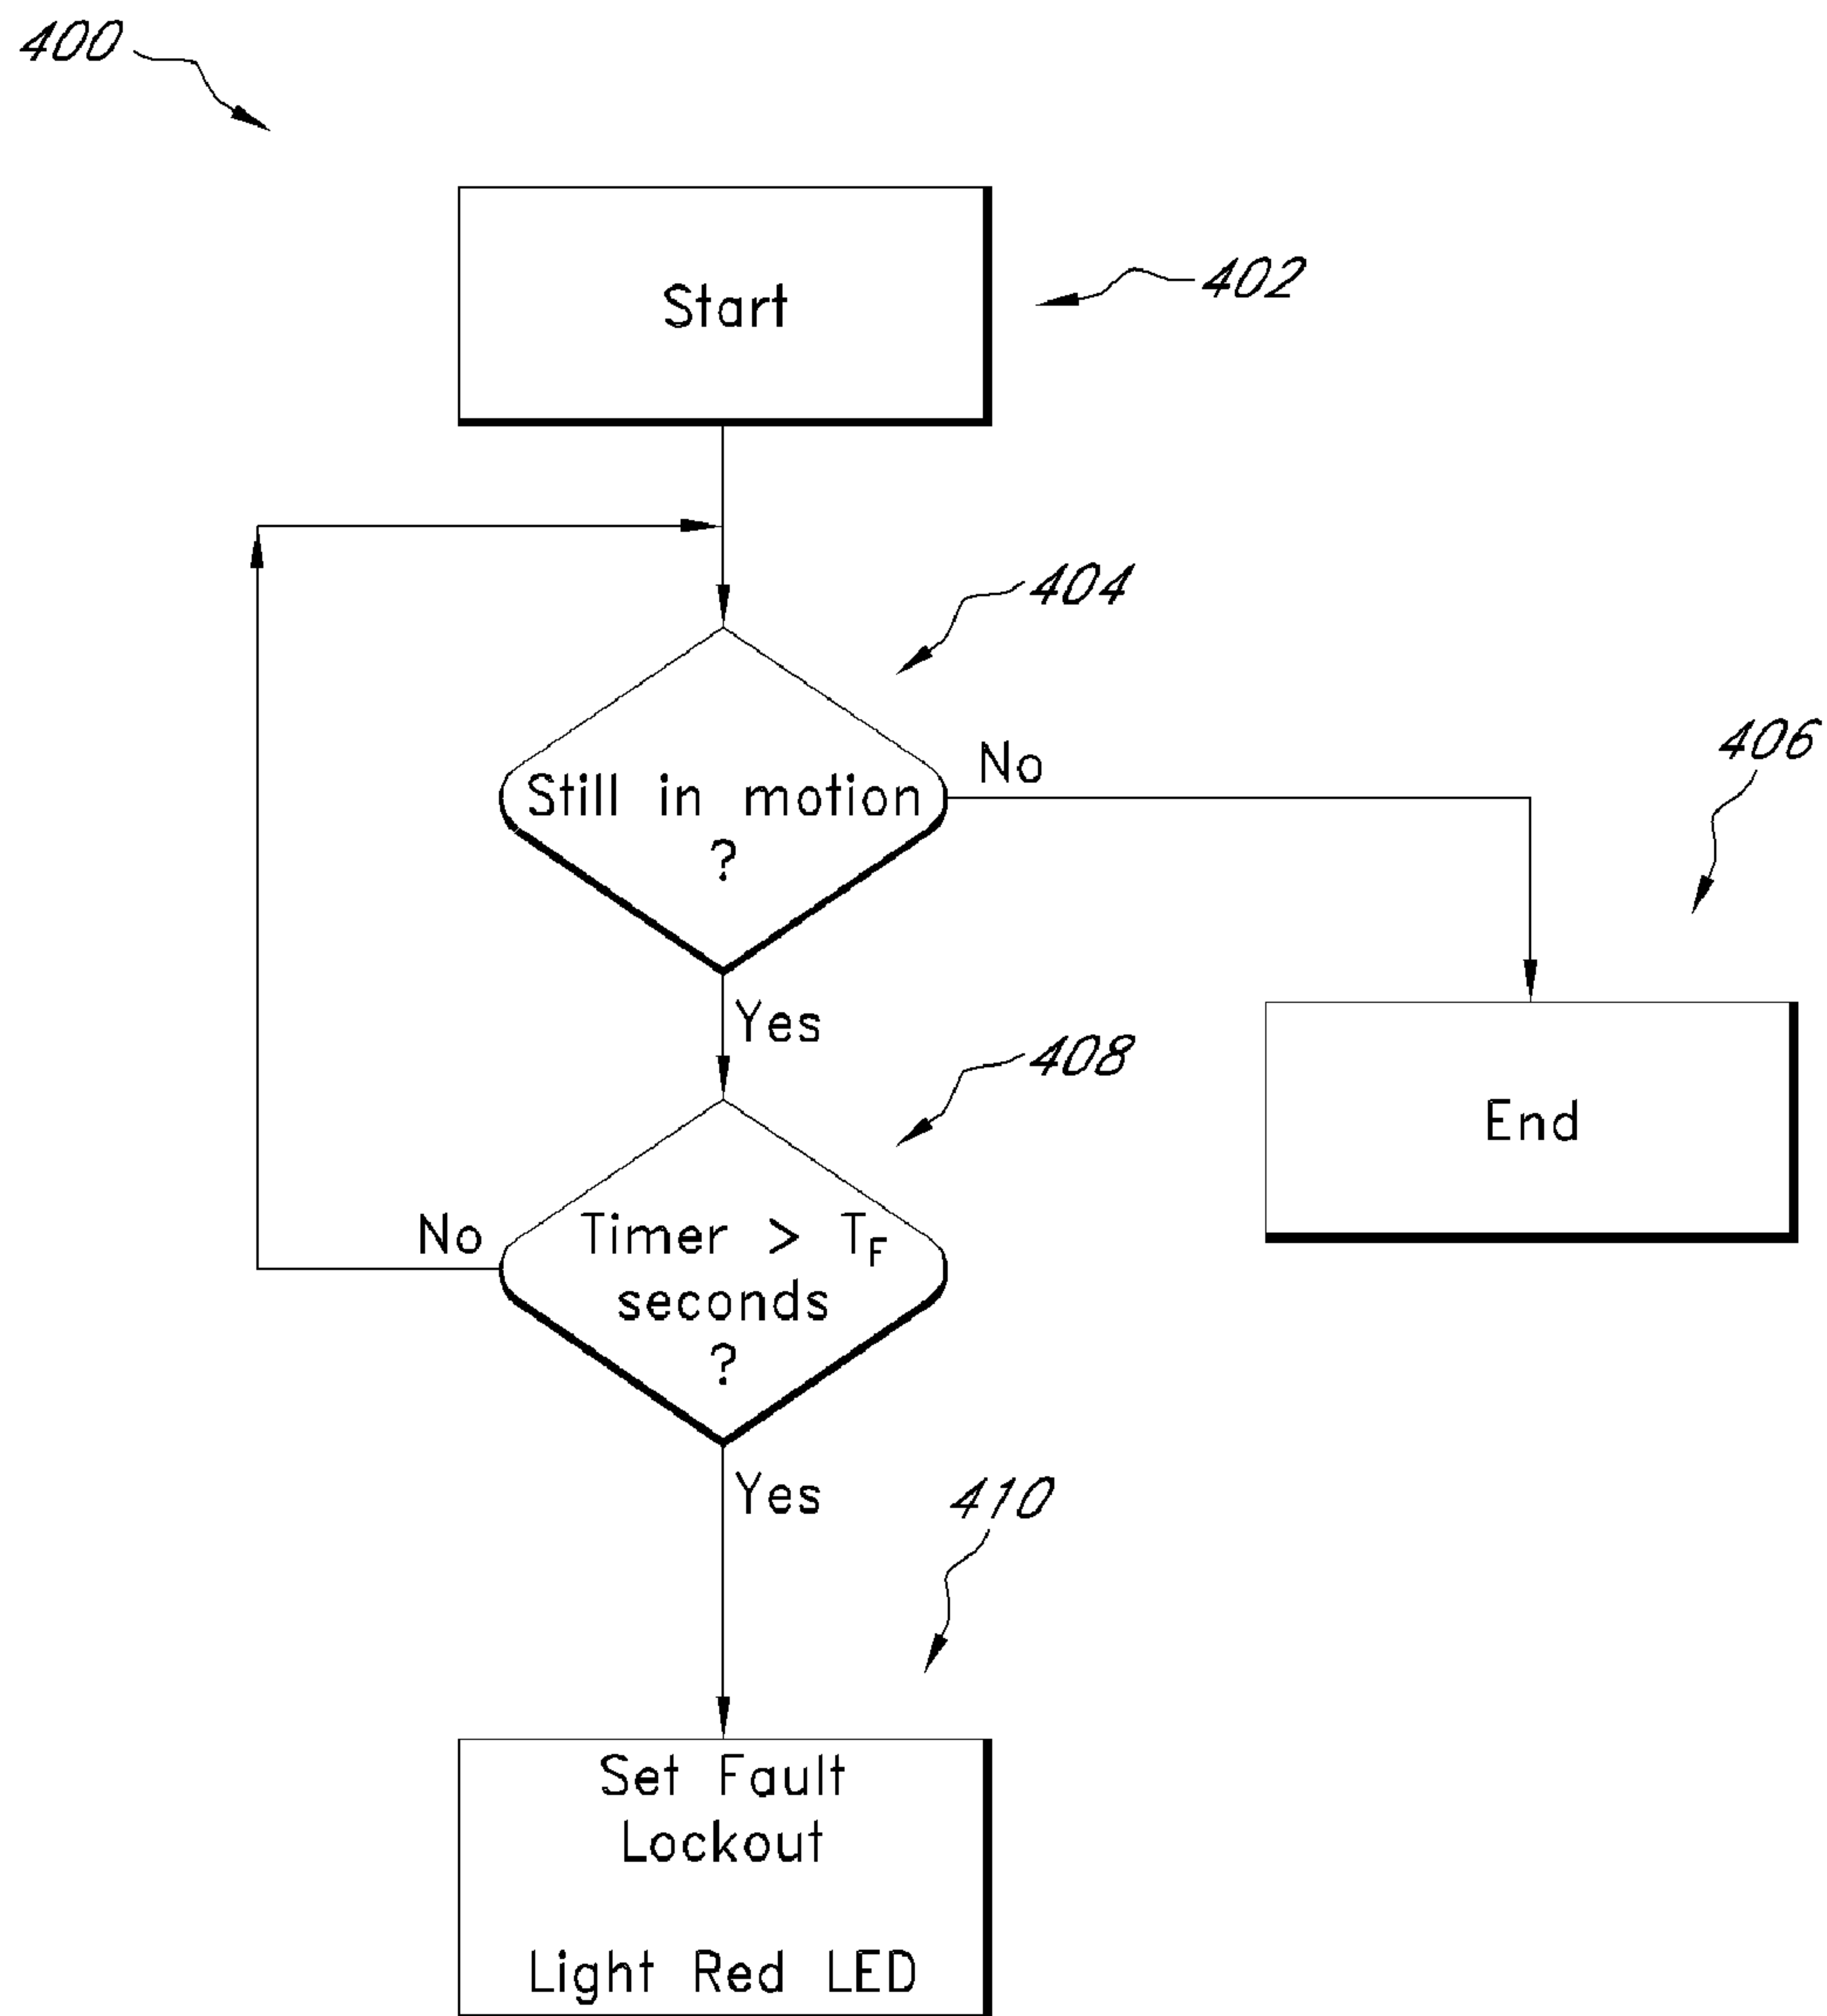 400
Start
402
404
Still in motion
?
No
406
Yes
408
End
No
Timer > T_F
seconds
?
Yes
410
Set Fault
Lockout
Light Red LED